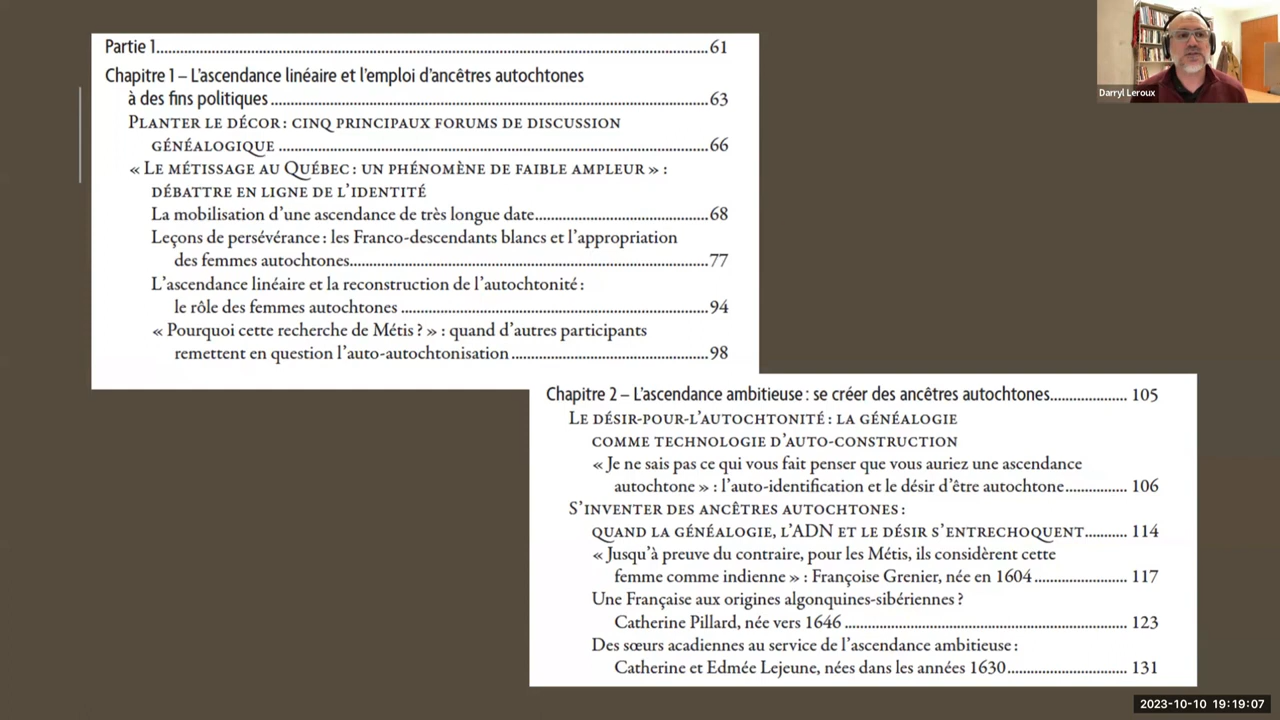 Partie 1..........61
Chapitre 1 – L'ascendance linéaire et l'emploi d'ancêtres autochtones
à des fins politiques..........63
PLANTER LE DÉCOR : CINQ PRINCIPAUX FORUMS DE DISCUSSION
GÉNÉALOGIQUE..........66
« LE MÉTISSAGE AU QUÉBEC : UN PHÉNOMÈNE DE FAIBLE AMPLEUR » :
DÉBATTRE EN LIGNE DE L'IDENTITÉ
La mobilisation d'une ascendance de très longue date..........68
Leçons de persévérance : les Franco-descendants blancs et l'appropriation
des femmes autochtones..........77
L'ascendance linéaire et la reconstruction de l'autochtonité :
le rôle des femmes autochtones..........94
« Pourquoi cette recherche de Métis ? » : quand d'autres participants
remettent en question l'auto-autochtonisation..........98
Chapitre 2 – L'ascendance ambitieuse : se créer des ancêtres autochtones..........105
LE DÉSIR-POUR-L'AUTOCHTONITÉ : LA GÉNÉALOGIE
COMME TECHNOLOGIE D'AUTO-CONSTRUCTION
« Je ne sais pas ce qui vous fait penser que vous auriez une ascendance
autochtone » : l'auto-identification et le désir d'être autochtone..........106
S'INVENTER DES ANCÊTRES AUTOCHTONES :
QUAND LA GÉNÉALOGIE, L'ADN ET LE DÉSIR S'ENTRECHOQUENT..........114
« Jusqu'à preuve du contraire, pour les Métis, ils considèrent cette
femme comme indienne » : Françoise Grenier, née en 1604..........117
Une Française aux origines algonquines-sibériennes ?
Catherine Pillard, née vers 1646..........123
Des sœurs acadiennes au service de l'ascendance ambitieuse :
Catherine et Edmée Lejeune, nées dans les années 1630..........131
Darryl Leroux
2023-10-10 19:19:07